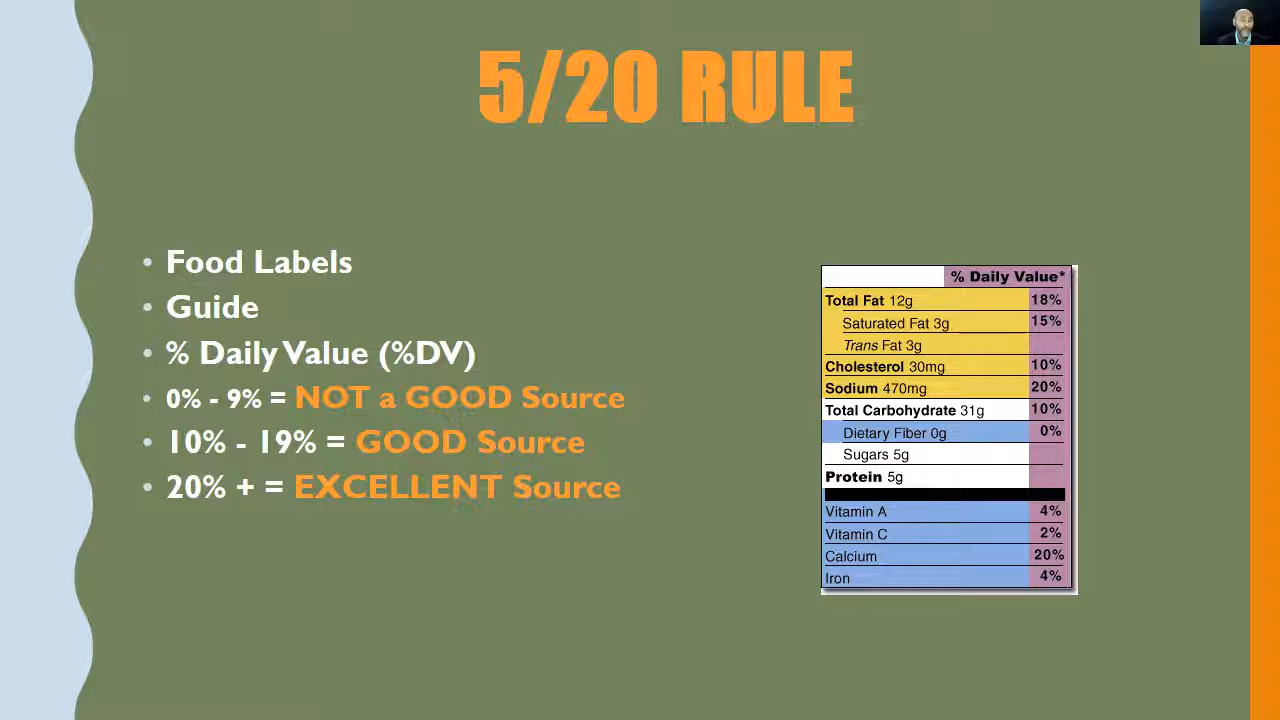 5/20 RULE
• Food Labels
• Guide
• % Daily Value (%DV)
• 0% - 9% = NOT a GOOD Source
• 10% - 19% = GOOD Source
• 20% + = EXCELLENT Source
% Daily Value*
Total Fat 12g 18%
Saturated Fat 3g 15%
Trans Fat 3g
Cholesterol 30mg 10%
Sodium 470mg 20%
Total Carbohydrate 31g 10%
Dietary Fiber 0g 0%
Sugars 5g
Protein 5g
Vitamin A 4%
Vitamin C 2%
Calcium 20%
Iron 4%